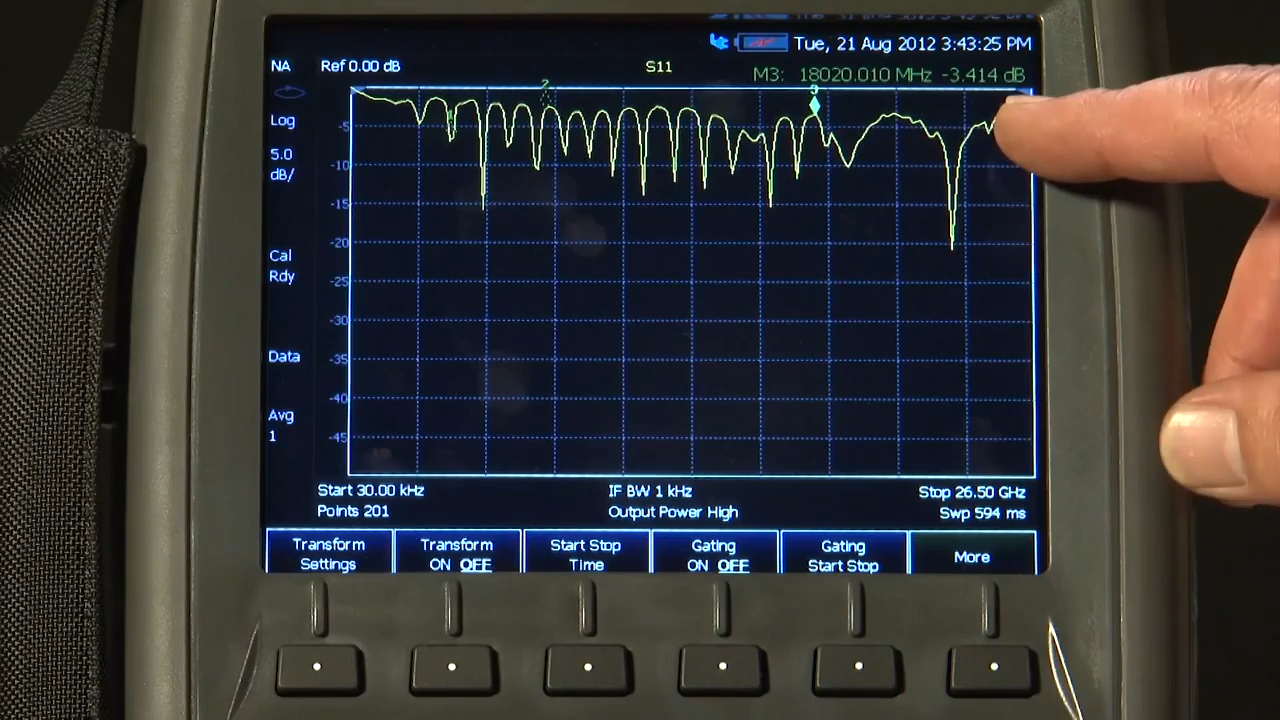 Tue, 21 Aug 2012 3:43:25 PM
NA Ref 0.00 dB S11
M3: 18020.010 MHz -3.414 dB
2
3
Log
5.0
dB/
Cal
Rdy
Data
Avg
1
-5
-10
-15
-20
-25
-30
-35
-40
-45
Start 30.00 kHz IF BW 1 kHz Stop 26.50 GHz
Points 201 Output Power High Swp 594 ms
Transform Settings
Transform ON OFF
Start Stop Time
Gating ON OFF
Gating Start Stop
More